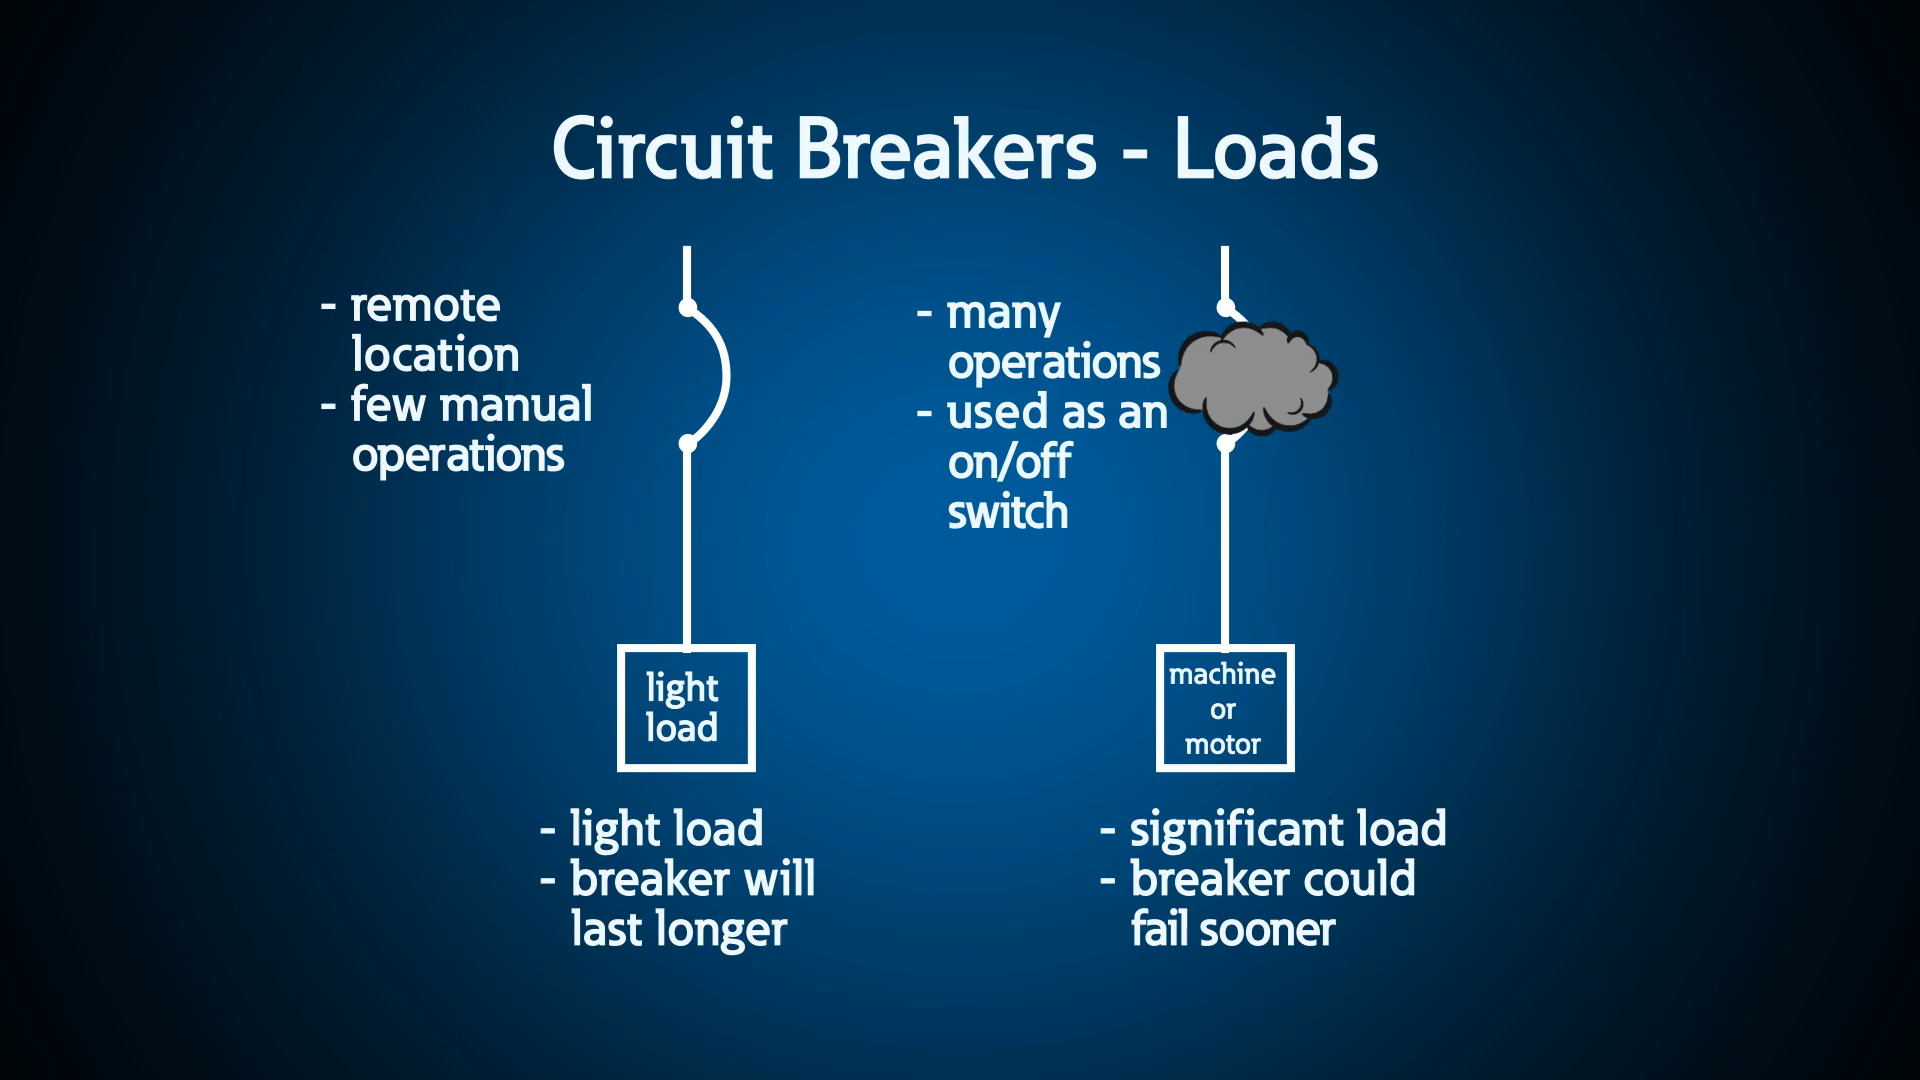 Circuit Breakers - Loads
- remote
location
- few manual
operations
- many
operations
- used as an
on/off
switch
light
load
machine
or
motor
- light load
- breaker will
last longer
- significant load
- breaker could
fail sooner